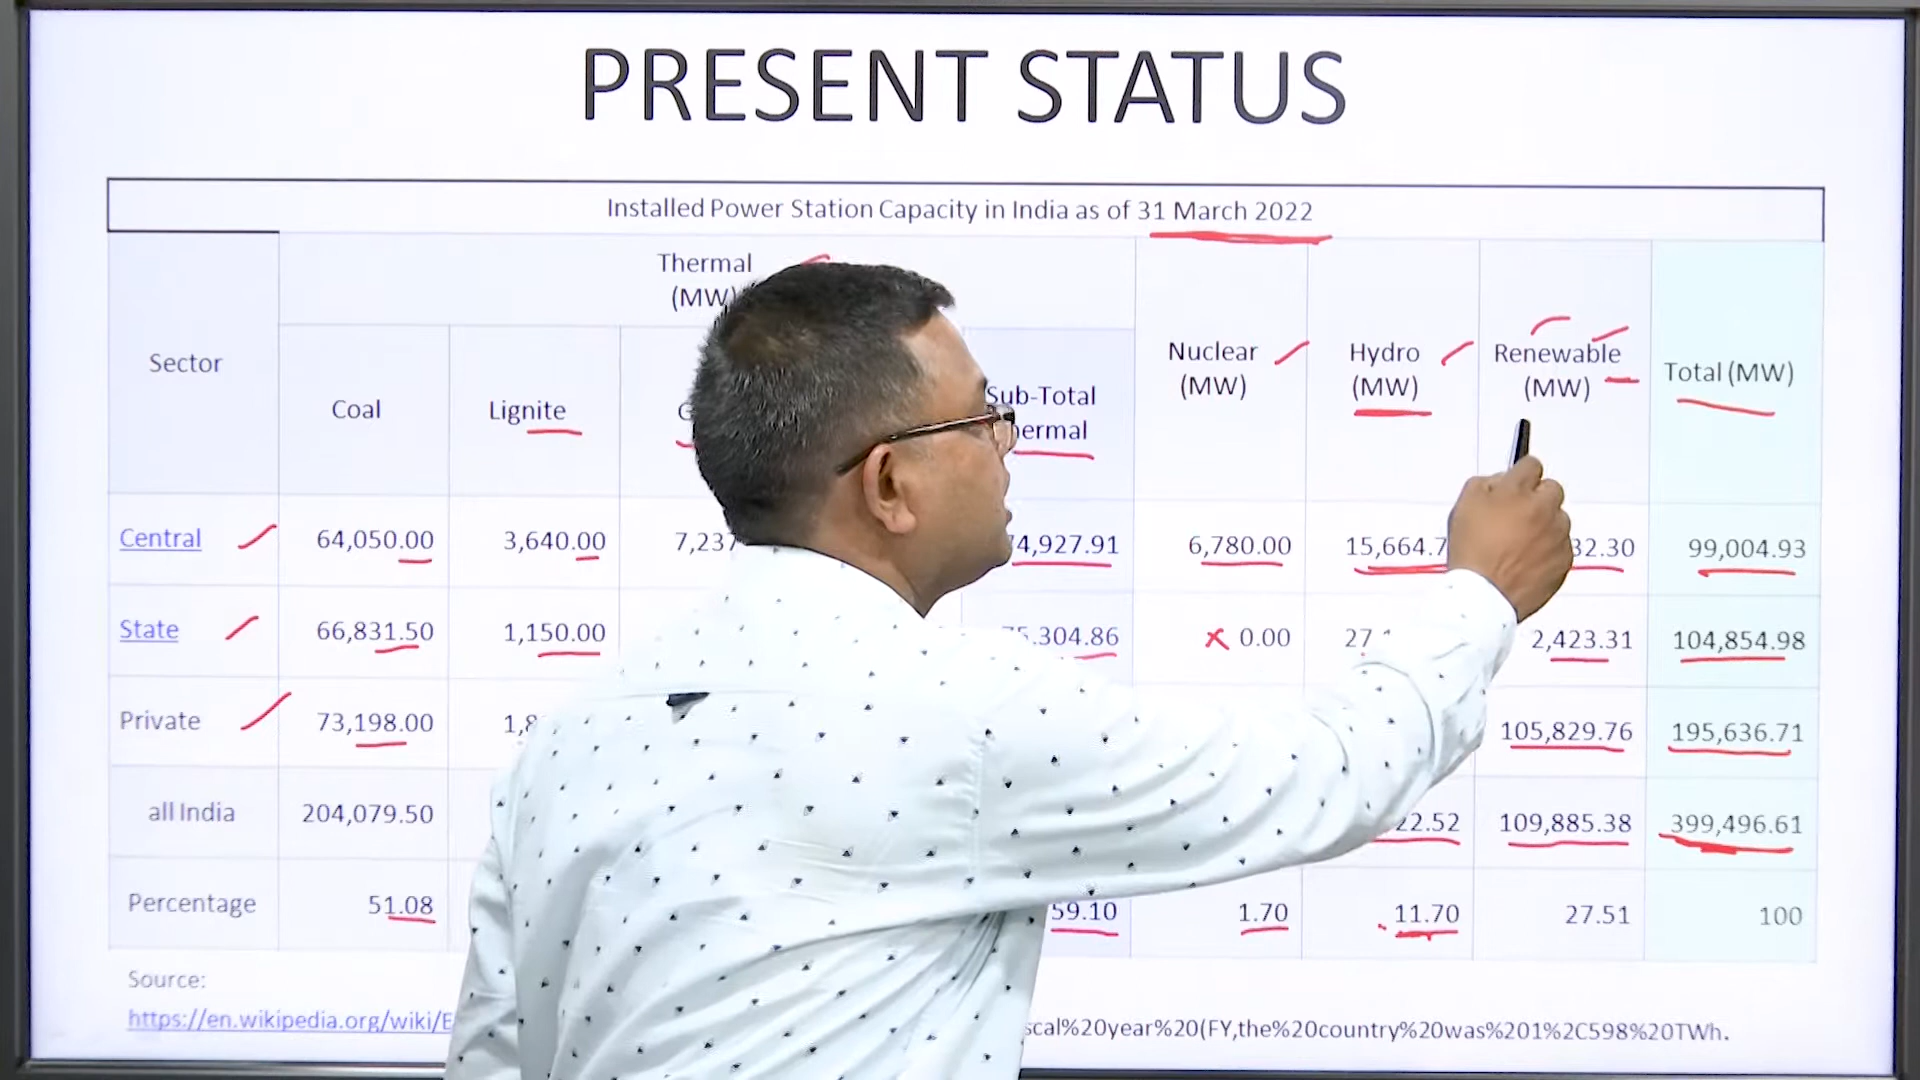 PRESENT STATUS
Installed Power Station Capacity in India as of 31 March 2022
Sector
Thermal
(MW)
Coal
Lignite
Sub-Total
Nuclear
(MW)
Hydro
(MW)
Renewable
(MW)
Total (MW)
Central 64,050.00 3,640.00 6,780.00 99,004.93
State 66,831.50 1,150.00 0.00 2,423.31 104,854.98
Private 73,198.00 105,829.76 195,636.71
all India 204,079.50 109,885.38 399,496.61
Percentage 51.08 59.10 1.70 11.70 27.51 100
Source:
https://en.wikipedia.org/wiki/E scal%20year%20(FY,the%20country%20was%201%2C598%20TWh.